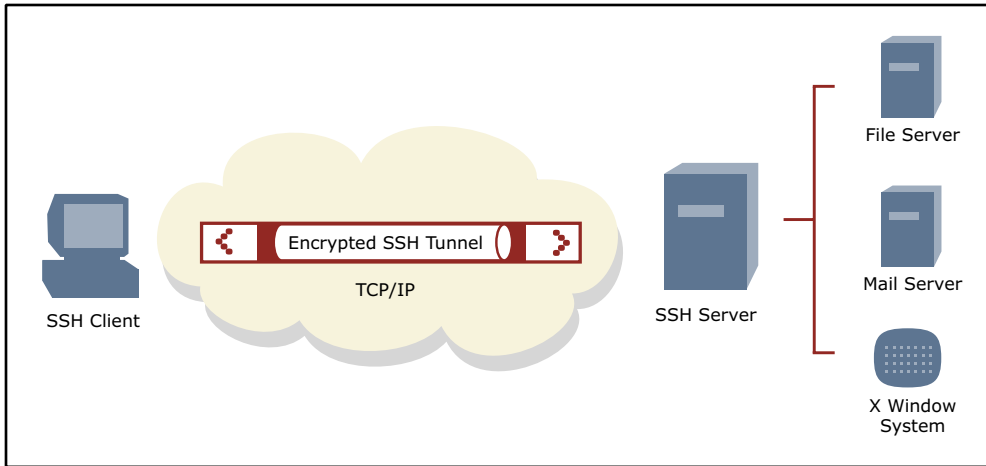 File Server
Encrypted SSH Tunnel
TCP/IP
SSH Client
SSH Server
Mail Server
X Window
System